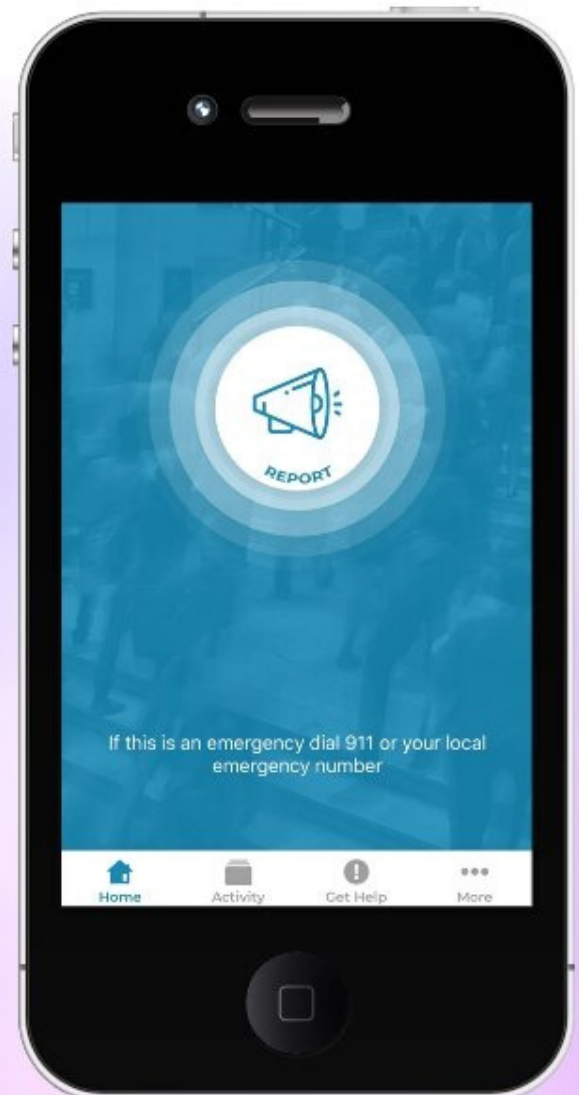 REPORT
If this is an emergency dial 911 or your local
emergency number
Home
Activity
Get Help
More